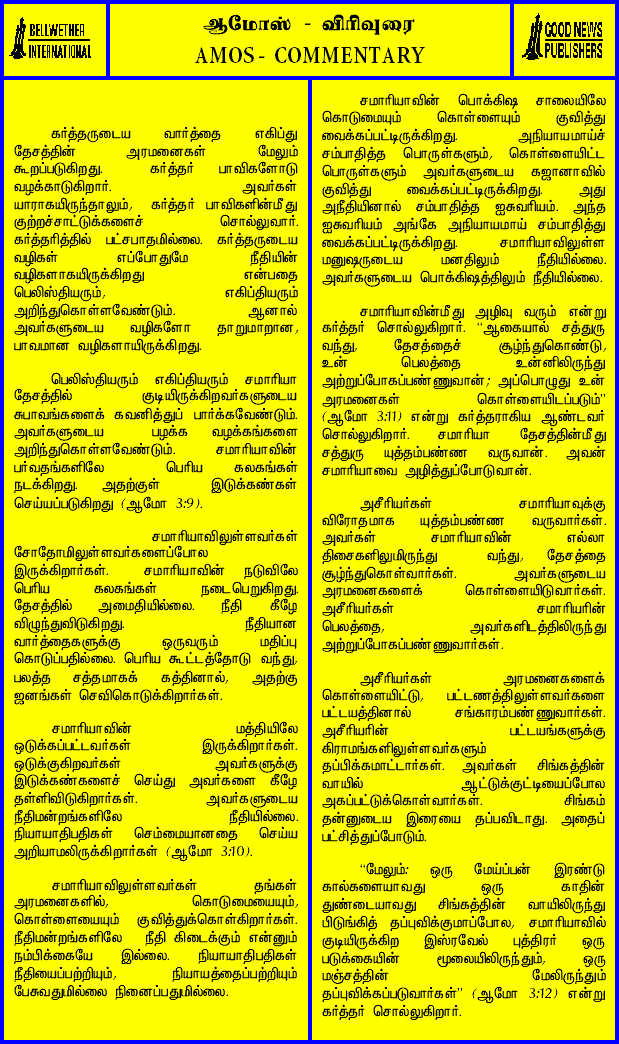 BELLWETHER
INTERNATIONAL
ஆமோஸ் - விரிவுரை
AMOS - COMMENTARY
GOOD NEWS
PUBLISHERS
கர்த்தருடைய வார்த்தை எகிப்து
தேசத்தின் அரமனைகள் மேலும்
கூறப்படுகிறது. கர்த்தர் பாவிகளோடு
வழக்காடுகிறார். அவர்கள்
யாராகயிருந்தாலும், கர்த்தர் பாவிகளின்மீது
குற்றச்சாட்டுக்களைச் சொல்லுவார்.
கர்த்தரித்தில் பட்சபாதமில்லை. கர்த்தருடைய
வழிகள் எப்போதுமே நீதியின்
வழிகளாகயிருக்கிறது என்பதை
பெலிஸ்தியரும், எகிப்தியரும்
அறிந்துகொள்ளவேண்டும். ஆனால்
அவர்களுடைய வழிகளோ தாறுமாறான,
பாவமான வழிகளாயிருக்கிறது.
பெலிஸ்தியரும் எகிப்தியரும் சமாரியா
தேசத்தில் குடியிருக்கிறவர்களுடைய
சுபாவங்களைக் கவனித்துப் பார்க்கவேண்டும்.
அவர்களுடைய பழக்க வழக்கங்களை
அறிந்துகொள்ளவேண்டும். சமாரியாவின்
பர்வதங்களிலே பெரிய கலகங்கள்
நடக்கிறது. அதற்குள் இடுக்கண்கள்
செய்யப்படுகிறது (ஆமோ 3:9).
சமாரியாவிலுள்ளவர்கள்
சோதோமிலுள்ளவர்களைப்போல
இருக்கிறார்கள். சமாரியாவின் நடுவிலே
பெரிய கலகங்கள் நடைபெறுகிறது.
தேசத்தில் அமைதியில்லை. நீதி கீழே
விழுந்துவிடுகிறது. நீதியான
வார்த்தைகளுக்கு ஒருவரும் மதிப்பு
கொடுப்பதில்லை. பெரிய கூட்டத்தோடு வந்து,
பலத்த சத்தமாகக் கத்தினால், அதற்கு
ஜனங்கள் செவிகொடுக்கிறார்கள்.
சமாரியாவின் மத்தியிலே
ஒடுக்கப்பட்டவர்கள் இருக்கிறார்கள்.
ஒடுக்குகிறவர்கள் அவர்களுக்கு
இடுக்கண்களைச் செய்து அவர்களை கீழே
தள்ளிவிடுகிறார்கள். அவர்களுடைய
நீதிமன்றங்களிலே நீதியில்லை.
நியாயாதிபதிகள் செம்மையானதை செய்ய
அறியாமலிருக்கிறார்கள் (ஆமோ 3:10).
சமாரியாவிலுள்ளவர்கள் தங்கள்
அரமனைகளில், கொடுமையையும்,
கொள்ளையையும் குவித்துக்கொள்கிறார்கள்.
நீதிமன்றங்களிலே நீதி கிடைக்கும் என்னும்
நம்பிக்கையே இல்லை. நியாயாதிபதிகள்
நீதியைப்பற்றியும், நியாயத்தைப்பற்றியும்
பேசுவதுமில்லை நினைப்பதுமில்லை.
சமாரியாவின் பொக்கிஷ சாலையிலே
கொடுமையும் கொள்ளையும் குவித்து
வைக்கப்பட்டிருக்கிறது. அநியாயமாய்ச்
சம்பாதித்த பொருள்களும், கொள்ளையிட்ட
பொருள்களும் அவர்களுடைய கஜானாவில்
குவித்து வைக்கப்பட்டிருக்கிறது. அது
அநீதியினால் சம்பாதித்த ஐசுவரியம். அந்த
ஐசுவரியம் அங்கே அநியாயமாய் சம்பாதித்து
வைக்கப்பட்டிருக்கிறது. சமாரியாவிலுள்ள
மனுஷருடைய மனதிலும் நீதியில்லை.
அவர்களுடைய பொக்கிஷத்திலும் நீதியில்லை.
சமாரியாவின்மீது அழிவு வரும் என்று
கர்த்தர் சொல்லுகிறார். "ஆகையால் சத்துரு
வந்து, தேசத்தைச் சூழ்ந்துகொண்டு,
உன் பெலத்தை உன்னிலிருந்து
அற்றுப்போகப்பண்ணுவான்; அப்பொழுது உன்
அரமனைகள் கொள்ளையிடப்படும்"
(ஆமோ 3:11) என்று கர்த்தராகிய ஆண்டவர்
சொல்லுகிறார். சமாரியா தேசத்தின்மீது
சத்துரு யுத்தம்பண்ண வருவான். அவன்
சமாரியாவை அழித்துப்போடுவான்.
அசீரியர்கள் சமாரியாவுக்கு
விரோதமாக யுத்தம்பண்ண வருவார்கள்.
அவர்கள் சமாரியாவின் எல்லா
திசைகளிலுமிருந்து வந்து, தேசத்தை
சூழ்ந்துகொள்வார்கள். அவர்களுடைய
அரமனைகளைக் கொள்ளையிடுவார்கள்.
அசீரியர்கள் சமாரியரின்
பெலத்தை, அவர்களிடத்திலிருந்து
அற்றுப்போகப்பண்ணுவார்கள்.
அசீரியர்கள் அரமனைகளைக்
கொள்ளையிட்டு, பட்டணத்திலுள்ளவர்களை
பட்டயத்தினால் சங்காரம்பண்ணுவார்கள்.
அசீரியரின் பட்டயங்களுக்கு
கிராமங்களிலுள்ளவர்களும்
தப்பிக்கமாட்டார்கள். அவர்கள் சிங்கத்தின்
வாயில் ஆட்டுக்குட்டியைப்போல
அகப்பட்டுக்கொள்வார்கள். சிங்கம்
தன்னுடைய இரையை தப்பவிடாது. அதைப்
பட்சித்துப்போடும்.
"மேலும்: ஒரு மேய்ப்பன் இரண்டு
கால்களையாவது ஒரு காதின்
துண்டையாவது சிங்கத்தின் வாயிலிருந்து
பிடுங்கித் தப்புவிக்குமாப்போல, சமாரியாவில்
குடியிருக்கிற இஸ்ரவேல் புத்திரர் ஒரு
படுக்கையின் மூலையிலிருந்தும், ஒரு
மஞ்சத்தின் மேலிருந்தும்
தப்புவிக்கப்படுவார்கள்" (ஆமோ 3:12) என்று
கர்த்தர் சொல்லுகிறார்.